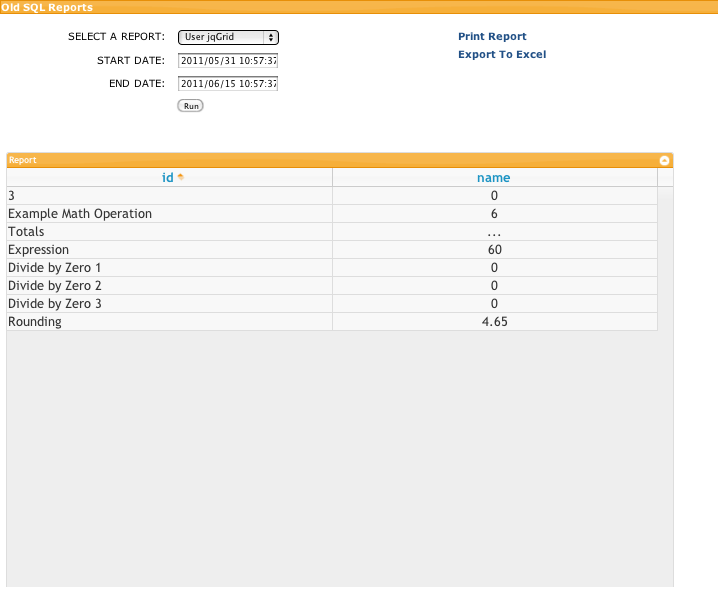 Old SQL Reports
SELECT A REPORT: User jqGrid
Print Report
START DATE: 2011/05/31 10:57:37
Export To Excel
END DATE: 2011/06/15 10:57:37
Run
Report
id name
3 0
Example Math Operation 6
Totals ...
Expression 60
Divide by Zero 1 0
Divide by Zero 2 0
Divide by Zero 3 0
Rounding 4.65